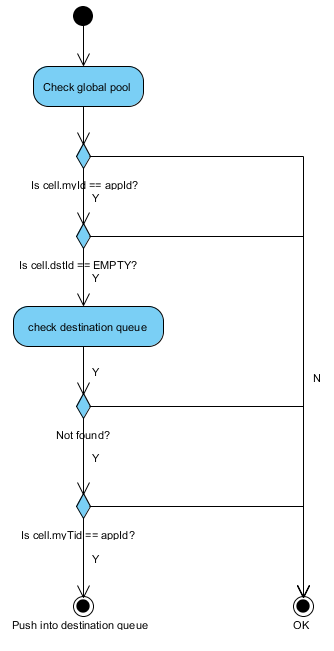 Check global pool
Is cell.myId == appId?
Y
Is cell.dstId == EMPTY?
Y
check destination queue
Y
N
Not found?
Y
Is cell.myTid == appId?
Y
Push into destination queue
OK